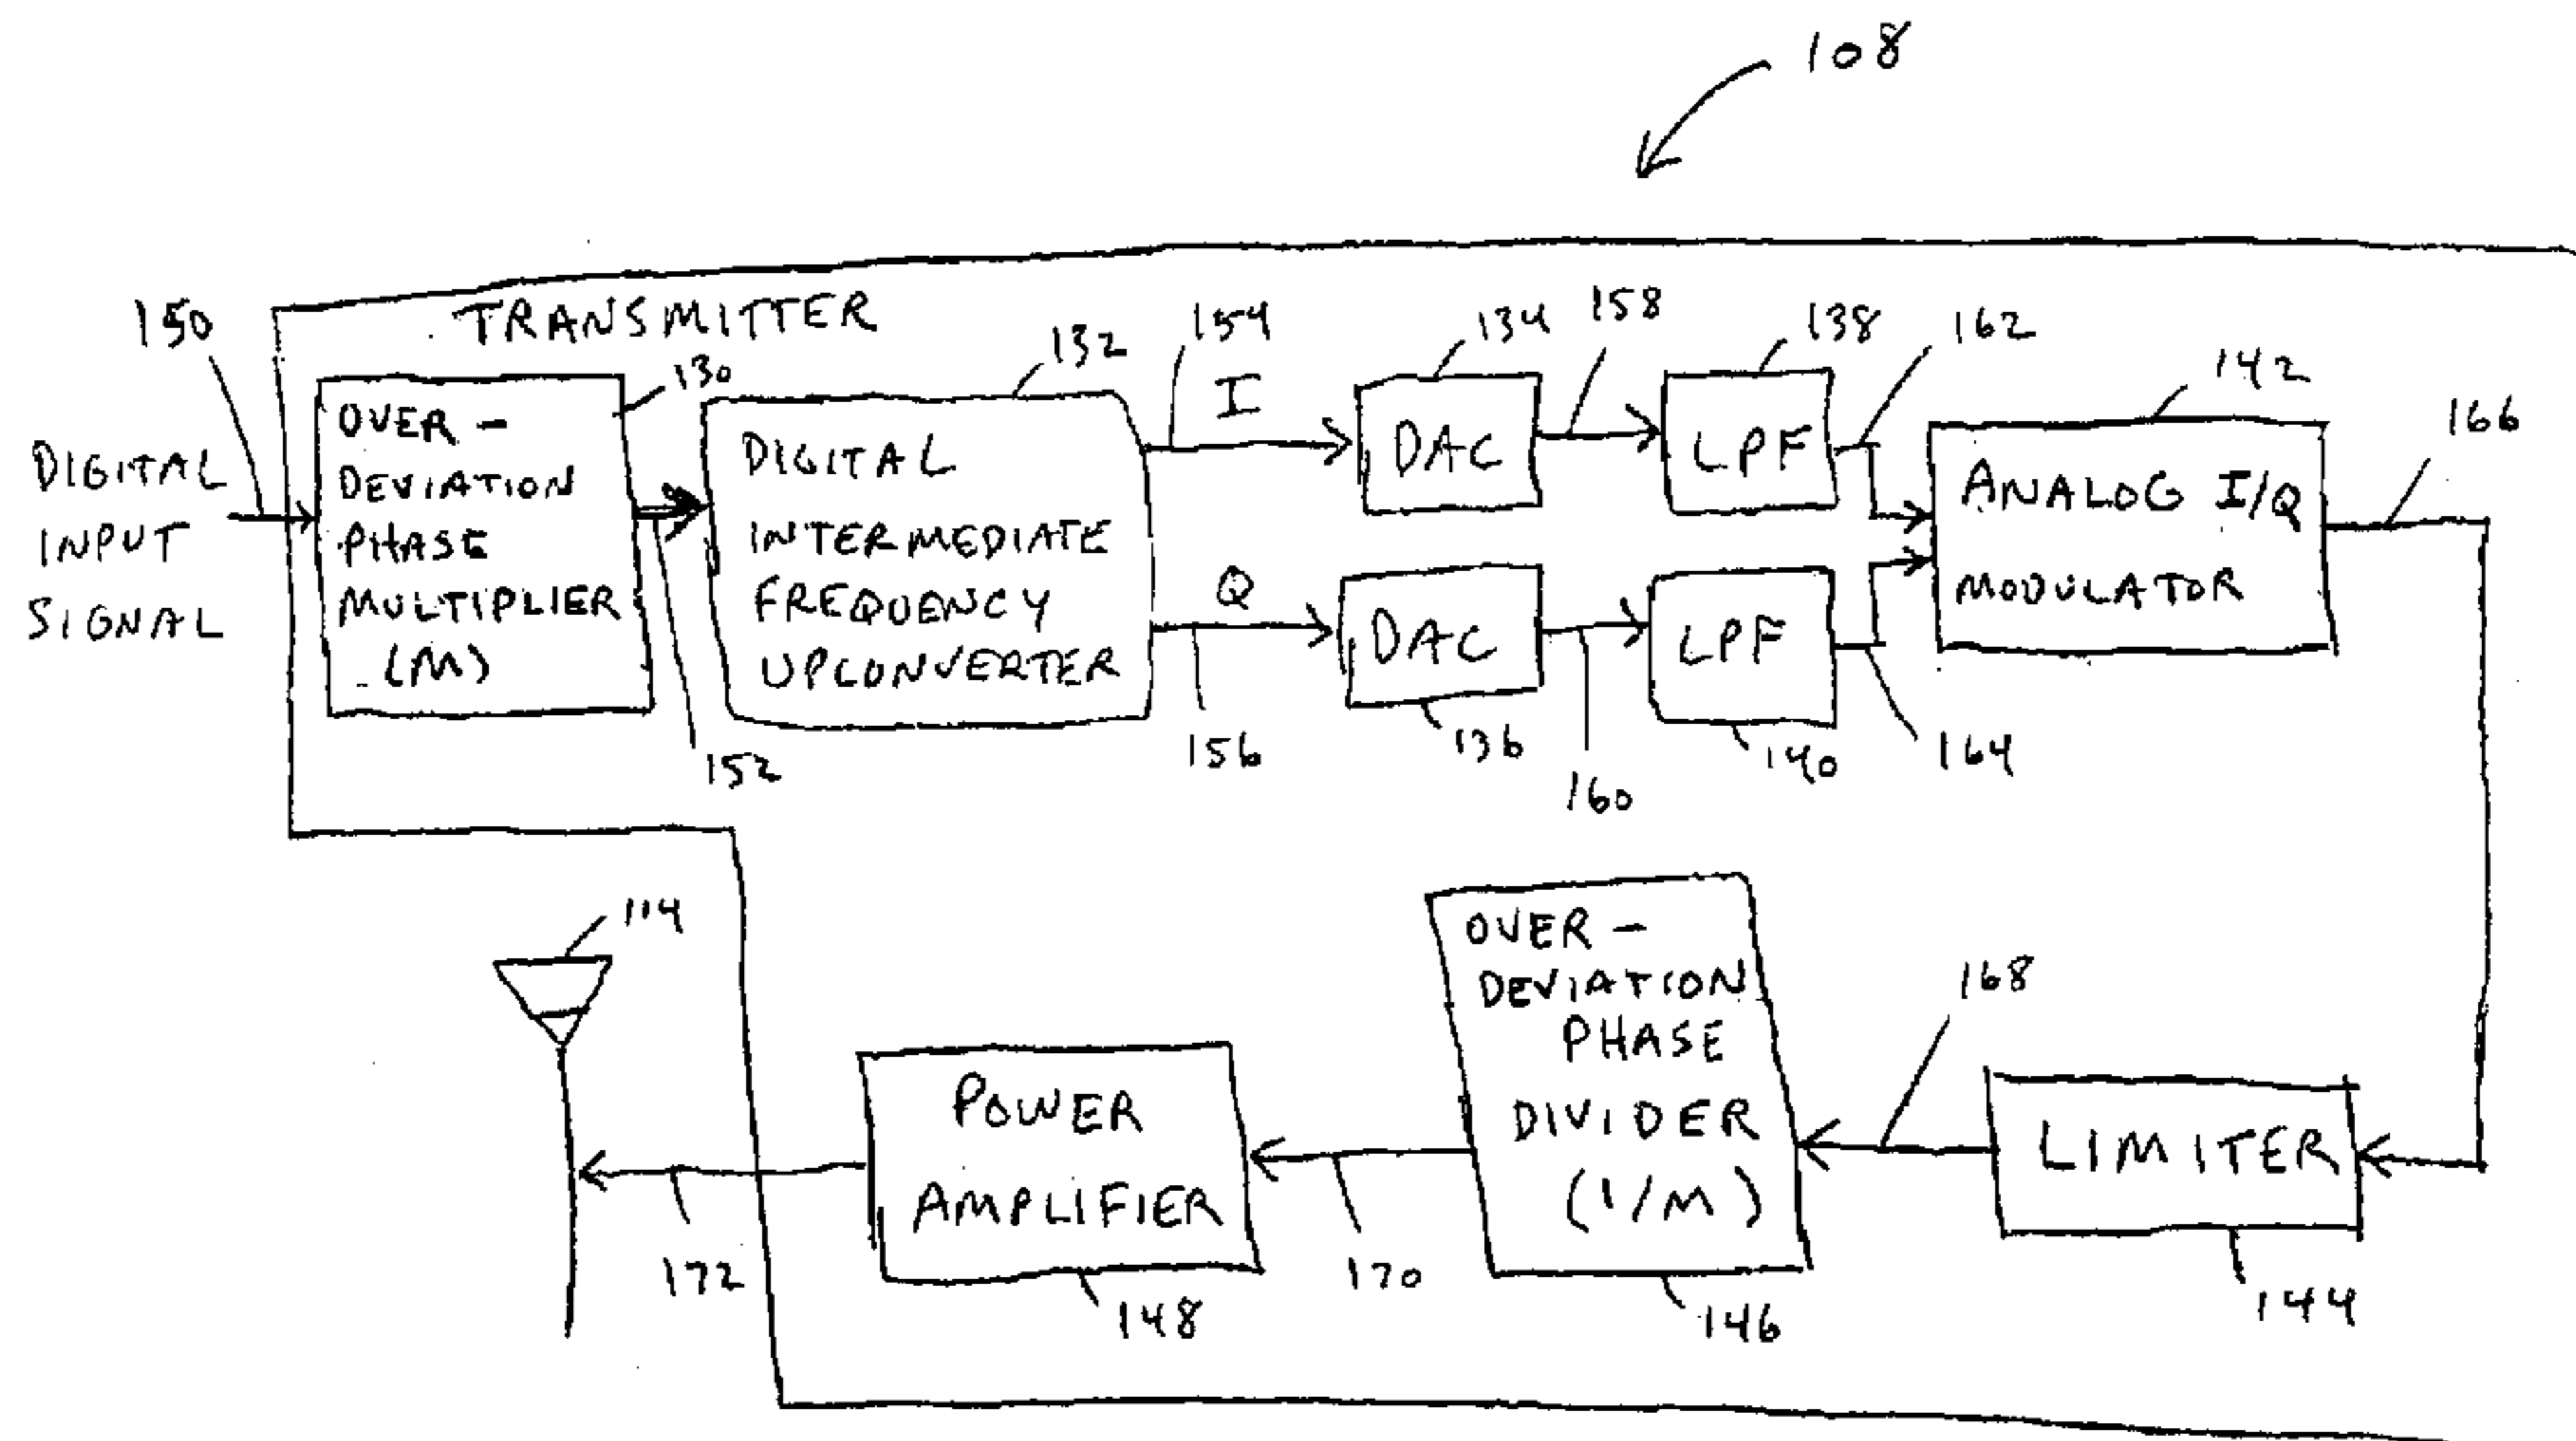 108
TRANSMITTER
150
DIGITAL
INPUT
SIGNAL
130
OVER -
DEVIATION
PHASE
MULTIPLIER
(M)
152
132
DIGITAL
INTERMEDIATE
FREQUENCY
UPCONVERTER
154
I
Q
156
134
DAC
158
138
LPF
162
DAC
136
160
LPF
140
164
142
ANALOG I/Q
MODULATOR
166
114
172
POWER
AMPLIFIER
148
170
OVER -
DEVIATION
PHASE
DIVIDER
(1/M)
146
168
LIMITER
144